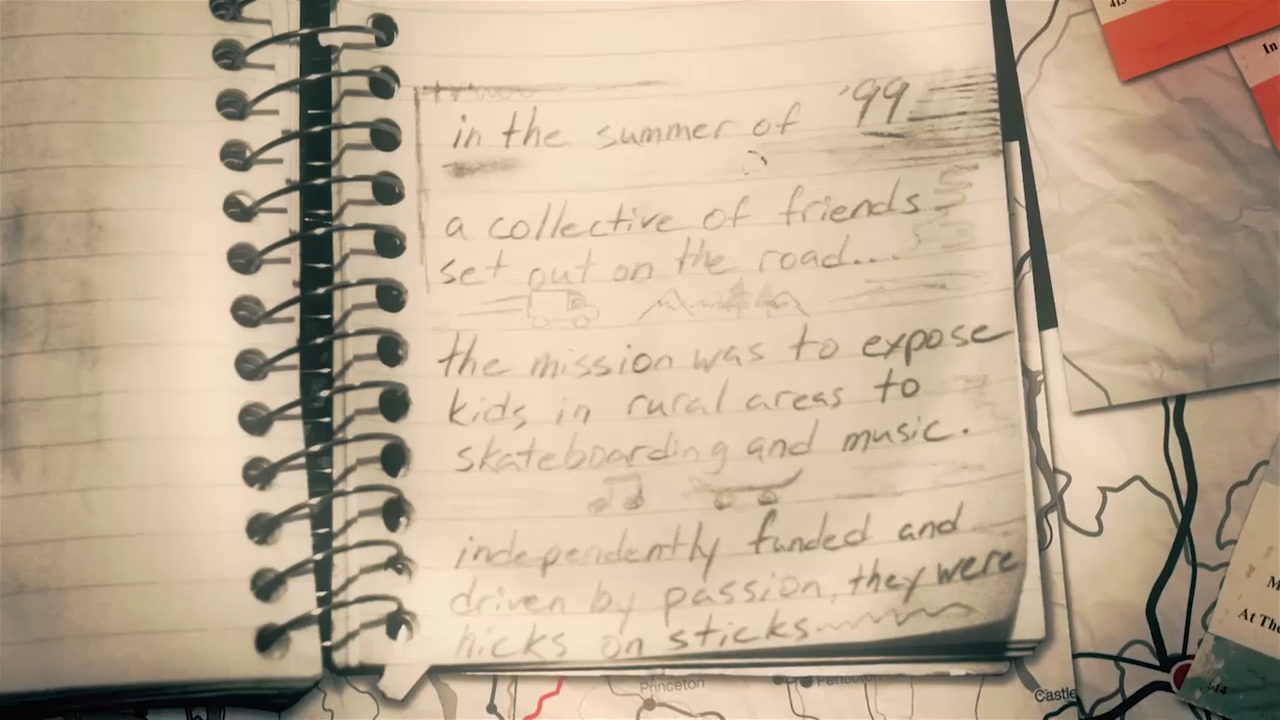 in the summer of '99
a collective of friends
set out on the road...
the mission was to expose
kids in rural areas to
skateboarding and music.
independently funded and
driven by passion, they were
hicks on sticks
415
In
M
At The
Princeton
Castle